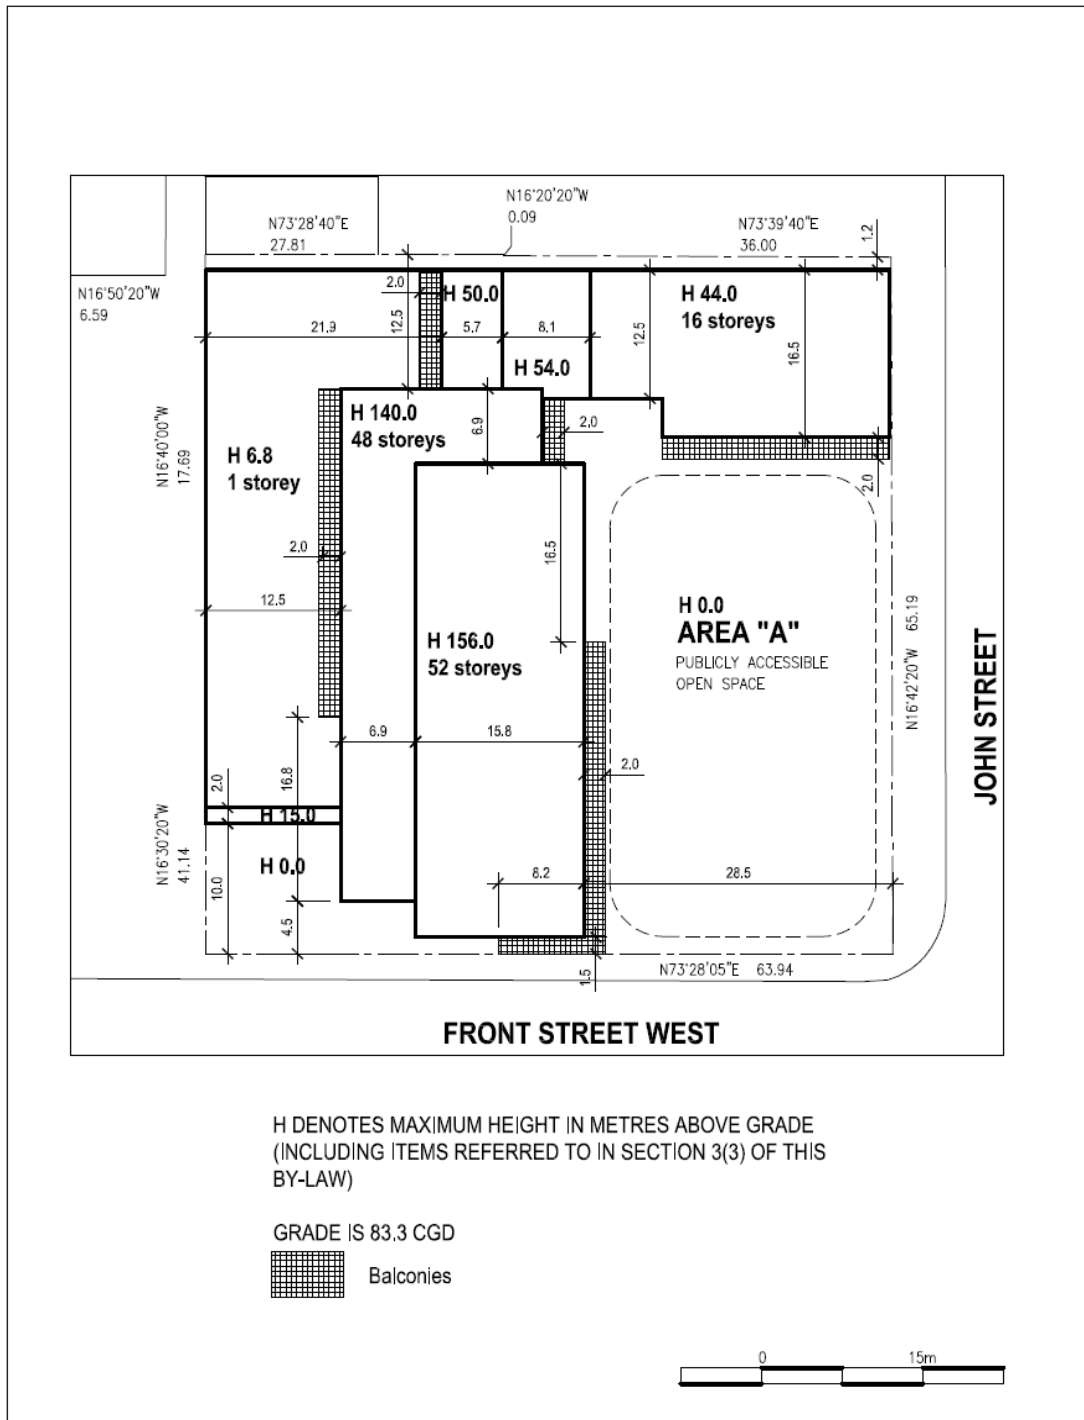 N16°20'20"W
0.09
N73°28'40"E
27.81
N73°39'40"E
36.00
1.2
N16°50'20"W
6.59
2.0
H 50.0
H 44.0
16 storeys
21.9
12.5
5.7
8.1
12.5
16.5
H 54.0
H 140.0
48 storeys
6.9
2.0
N16°40'00"W
17.69
H 6.8
1 storey
2.0
2.0
16.5
12.5
H 0.0
AREA "A"
PUBLICLY ACCESSIBLE
OPEN SPACE
H 156.0
52 storeys
N16°42'20"W 65.19
JOHN STREET
6.9
15.8
2.0
2.0
16.8
H 15.0
N16°30'20"W
41.14
H 0.0
10.0
4.5
8.2
28.5
1.5
N73°28'05"E 63.94
FRONT STREET WEST
H DENOTES MAXIMUM HEIGHT IN METRES ABOVE GRADE
(INCLUDING ITEMS REFERRED TO IN SECTION 3(3) OF THIS
BY-LAW)
GRADE IS 83.3 CGD
Balconies
0 15m